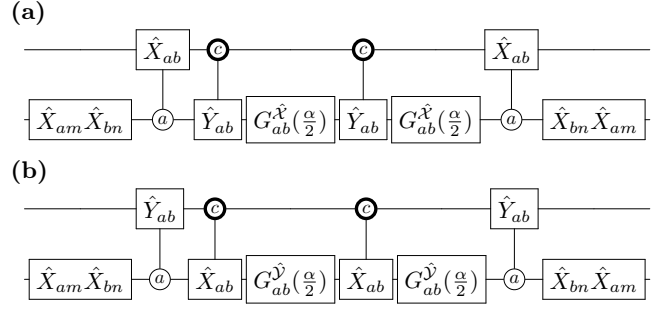 (a)
X̂_ab c c X̂_ab
X̂_am X̂_bn a Ŷ_ab G_ab^𝒳̂(α/2) Ŷ_ab G_ab^𝒳̂(α/2) a X̂_bn X̂_am
(b)
Ŷ_ab c c Ŷ_ab
X̂_am X̂_bn a X̂_ab G_ab^𝒴̂(α/2) X̂_ab G_ab^𝒴̂(α/2) a X̂_bn X̂_am